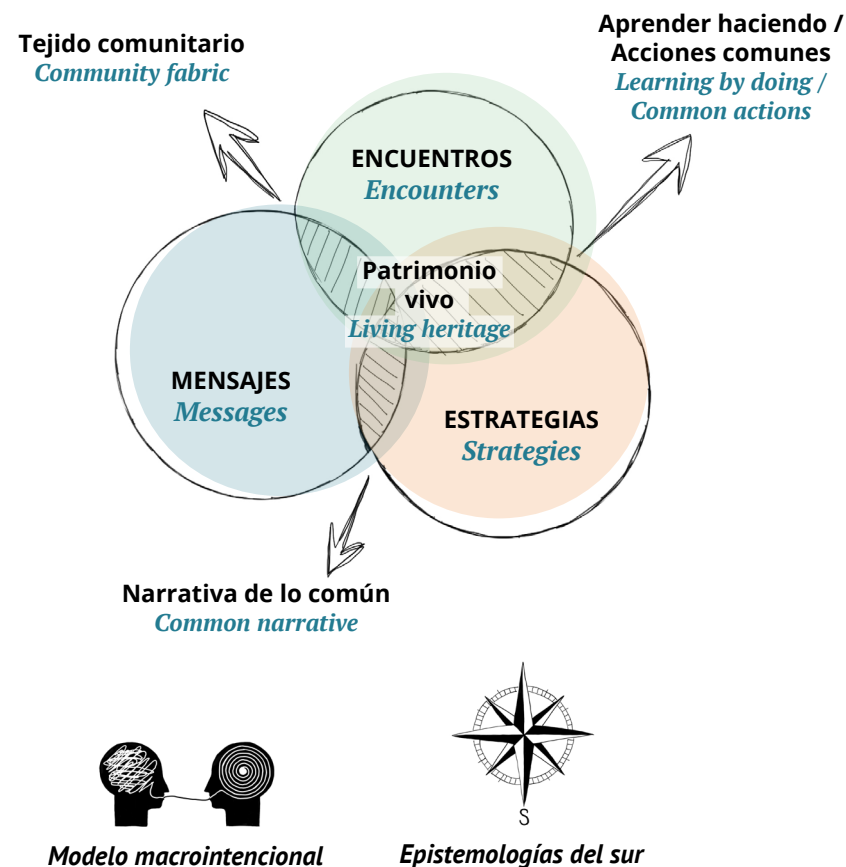 Tejido comunitario
Community fabric
Aprender haciendo /
Acciones comunes
Learning by doing /
Common actions
ENCUENTROS
Encounters
Patrimonio
vivo
Living heritage
MENSAJES
Messages
ESTRATEGIAS
Strategies
Narrativa de lo común
Common narrative
S
Modelo macrointencional
Epistemologías del sur